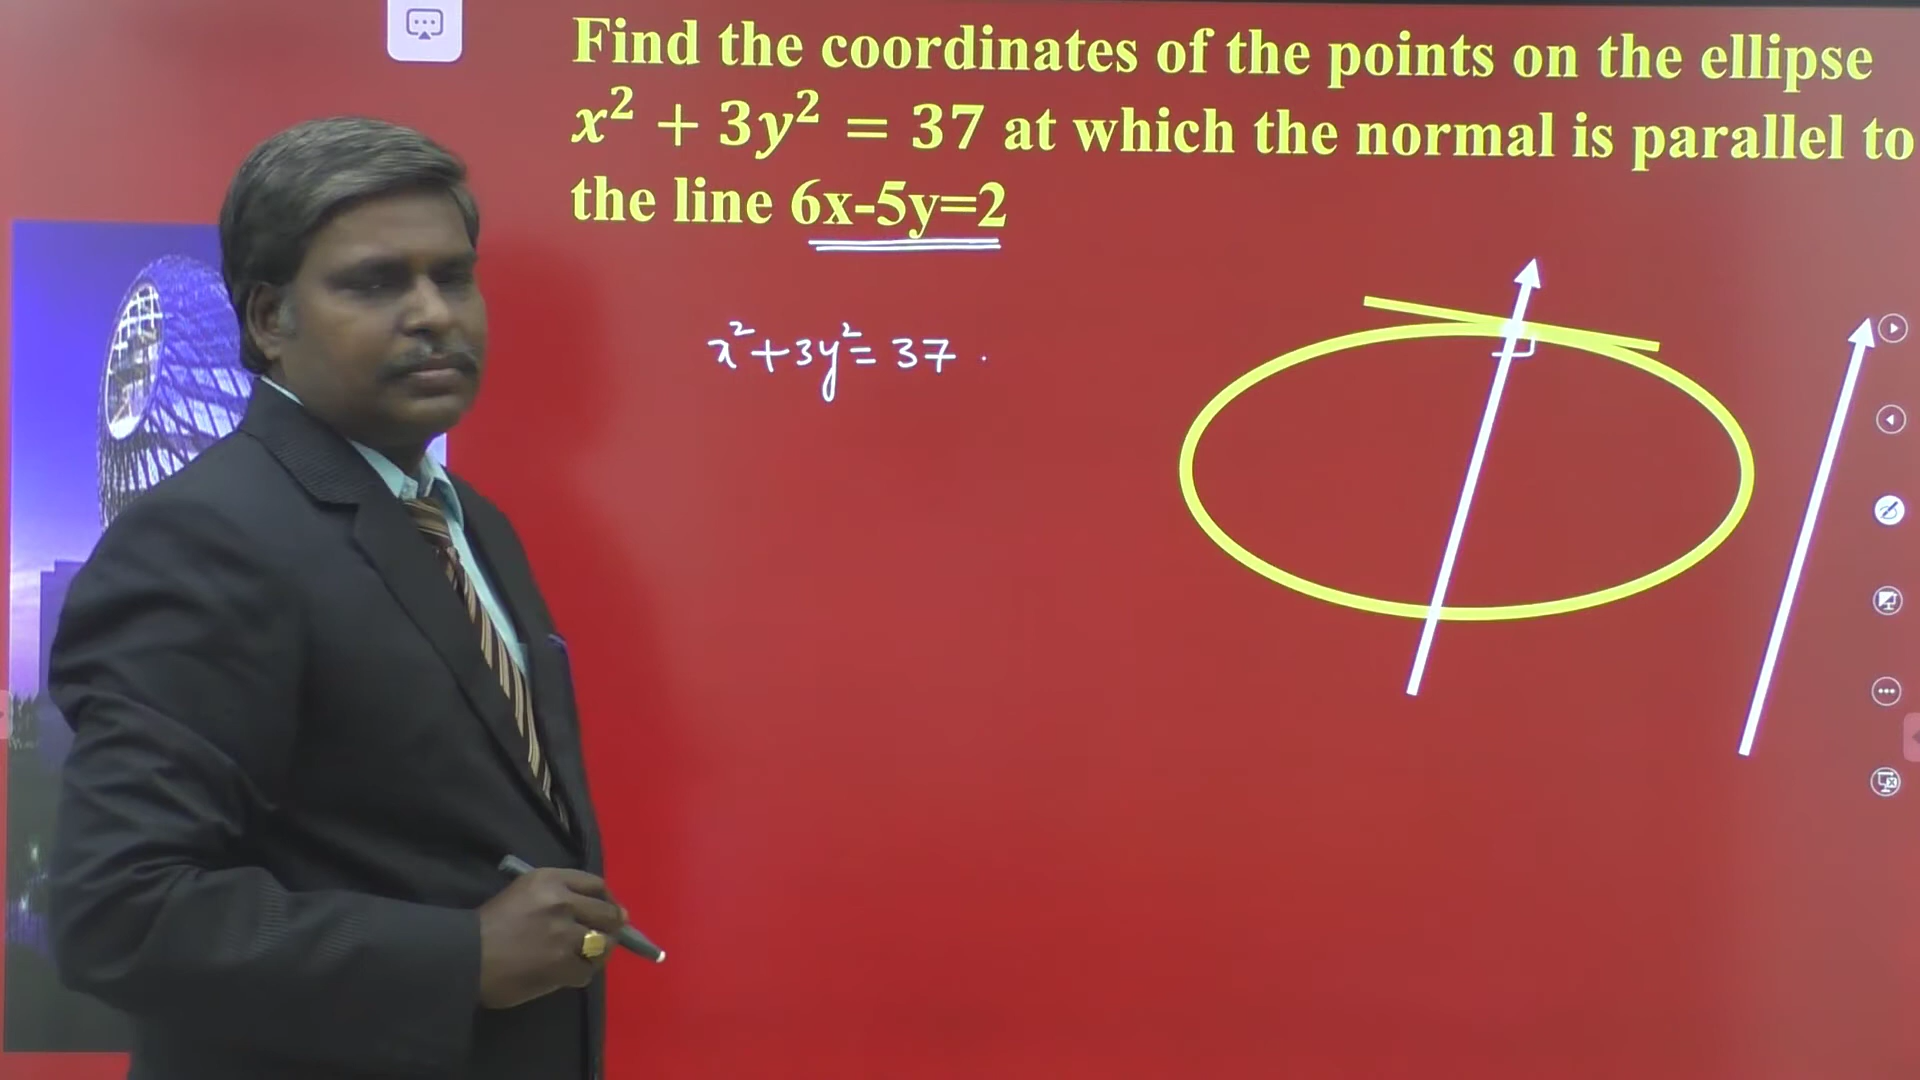 Find the coordinates of the points on the ellipse
x² + 3y² = 37 at which the normal is parallel to
the line 6x-5y=2
x²+3y²= 37 .